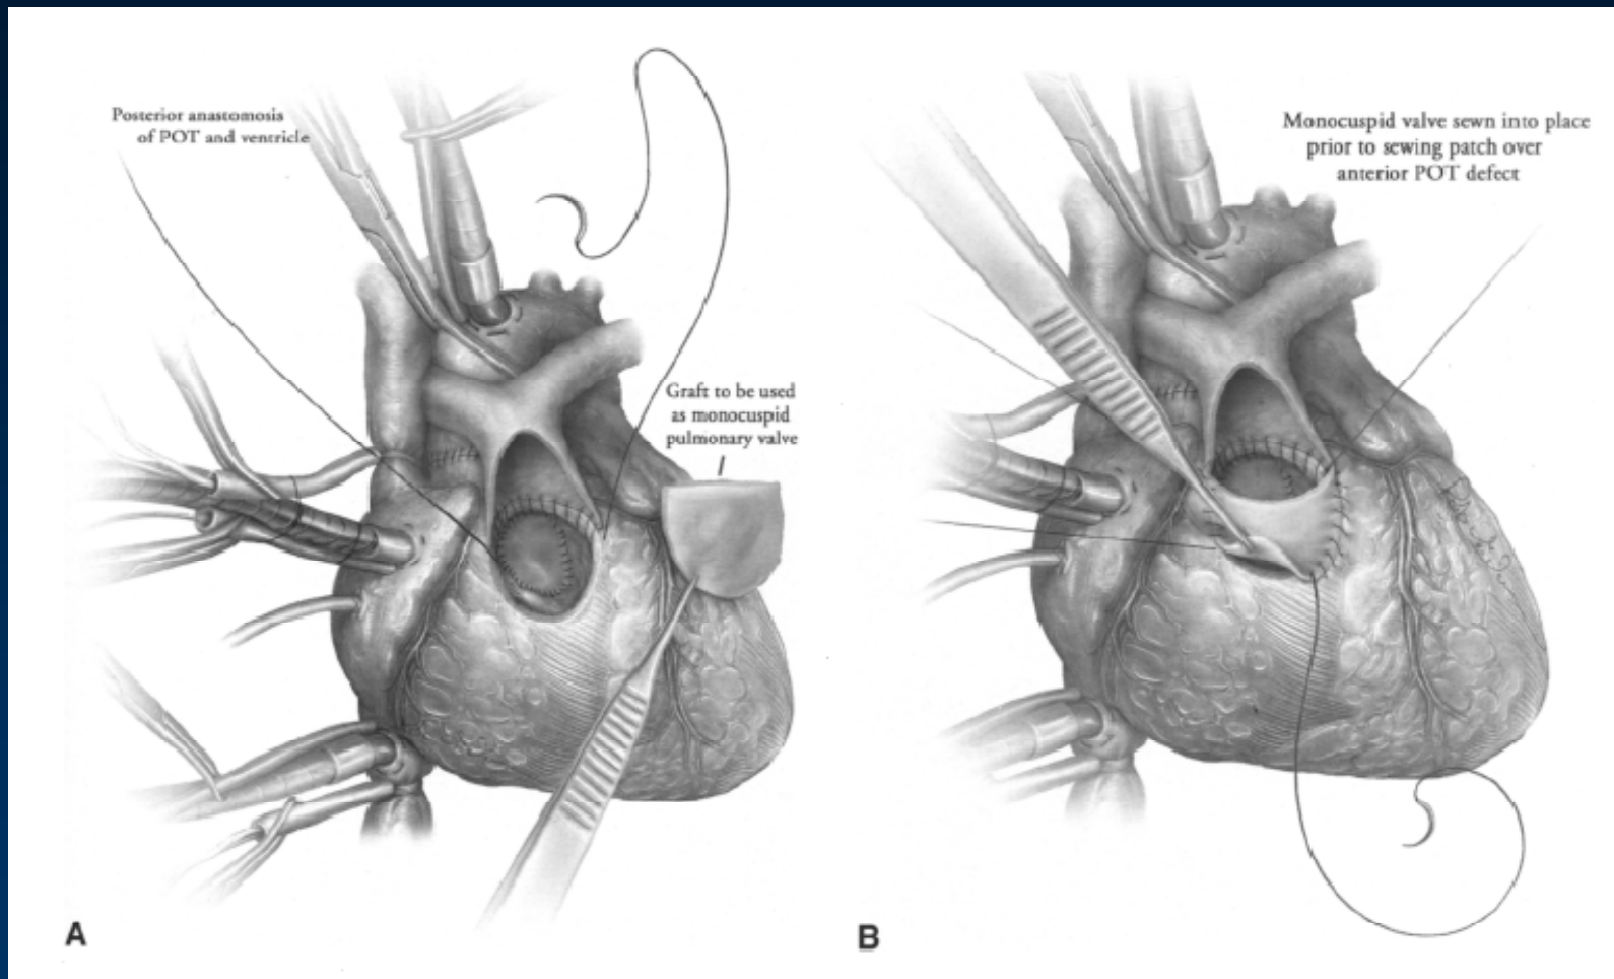 Posterior anastomosis
of POT and ventricle
Graft to be used
as monocuspid
pulmonary valve
A
Monocuspid valve sewn into place
prior to sewing patch over
anterior POT defect
B